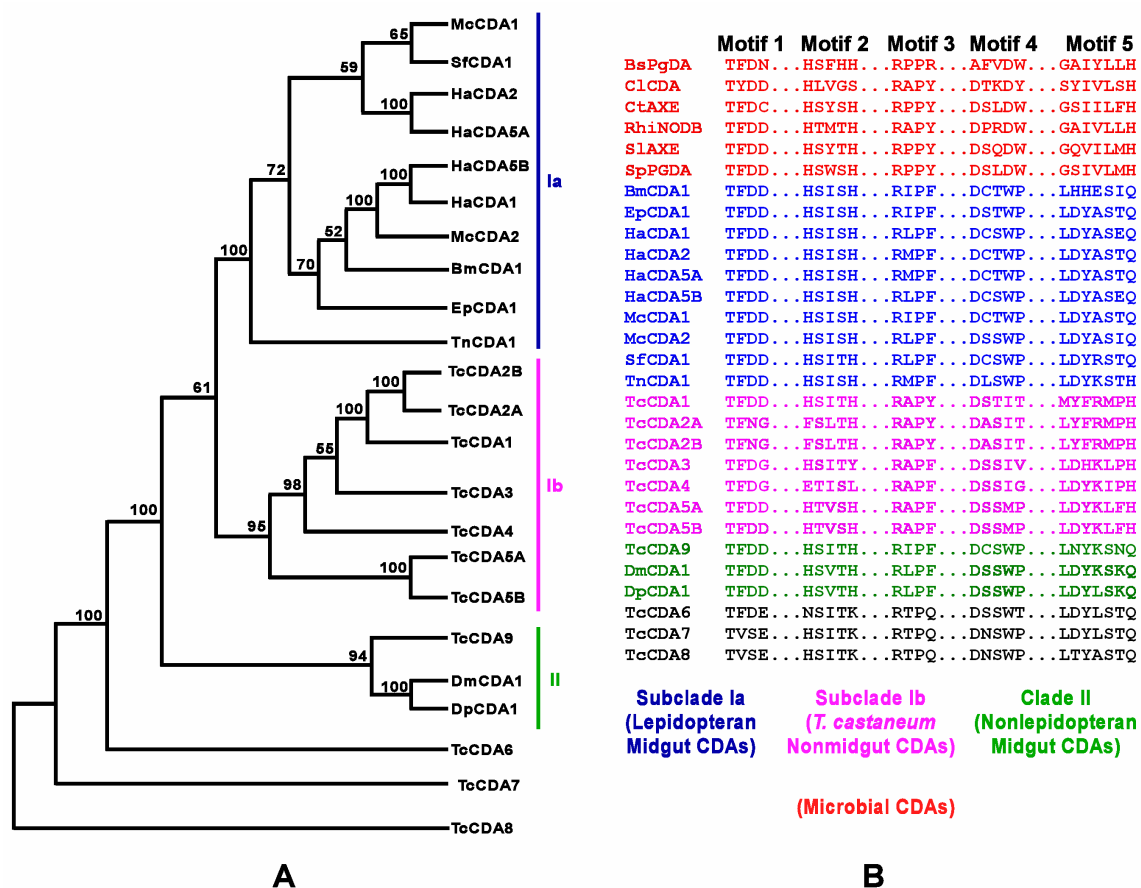 McCDA1
65
SfCDA1
59
HaCDA2
100
HaCDA5A
HaCDA5B
100
72
HaCDA1
Ia
100
McCDA2
52
BmCDA1
70
100
EpCDA1
TnCDA1
TcCDA2B
100
61
TcCDA2A
100
TcCDA1
55
TcCDA3
Ib
98
TcCDA4
100
95
TcCDA5A
100
TcCDA5B
100
TcCDA9
94
DmCDA1
II
100
DpCDA1
TcCDA6
TcCDA7
TcCDA8
A
Motif 1 Motif 2 Motif 3 Motif 4 Motif 5
BsPgDA TFDN...HSFHH...RPPR...AFVDW...GAIYLLH
ClCDA TYDD...HLVGS...RAPY...DTKDY...SYIVLSH
CtAXE TFDC...HSYSH...RPPY...DSLDW...GSIILFH
RhiNODB TFDD...HTMTH...RAPY...DPRDW...GAIVLLH
SlAXE TFDD...HSYTH...RAPY...DSQDW...GQVILMH
SpPGDA TFDD...HSWSH...RPPY...DSLDW...GSIVLMH
BmCDA1 TFDD...HSISH...RIPF...DCTWP...LHHESIQ
EpCDA1 TFDD...HSISH...RIPF...DSTWP...LDYASTQ
HaCDA1 TFDD...HSISH...RLPF...DCSWP...LDYASEQ
HaCDA2 TFDD...HSISH...RMPF...DCTWP...LDYASTQ
HaCDA5A TFDD...HSISH...RMPF...DCTWP...LDYASTQ
HaCDA5B TFDD...HSISH...RLPF...DCSWP...LDYASEQ
McCDA1 TFDD...HSISH...RIPF...DCTWP...LDYASTQ
McCDA2 TFDD...HSISH...RLPF...DSSWP...LDYASIQ
SfCDA1 TFDD...HSITH...RLPF...DCSWP...LDYRSTQ
TnCDA1 TFDD...HSISH...RMPF...DLSWP...LDYKSTH
TcCDA1 TFDD...HSITH...RAPY...DSTIT...MYFRMPH
TcCDA2A TFNG...FSLTH...RAPY...DASIT...LYFRMPH
TcCDA2B TFNG...FSLTH...RAPY...DASIT...LYFRMPH
TcCDA3 TFDG...HSITY...RAPF...DSSIV...LDHKLPH
TcCDA4 TFDG...ETISL...RAPF...DSSIG...LDYKIPH
TcCDA5A TFDD...HTVSH...RAPF...DSSMP...LDYKLFH
TcCDA5B TFDD...HTVSH...RAPF...DSSMP...LDYKLFH
TcCDA9 TFDD...HSITH...RIPF...DCSWP...LNYKSNQ
DmCDA1 TFDD...HSVTH...RLPF...DSSWP...LDYKSKQ
DpCDA1 TFDD...HSVTH...RLPF...DSSWP...LDYLSKQ
TcCDA6 TFDE...NSITK...RTPQ...DSSWT...LDYLSTQ
TcCDA7 TVSE...HSITK...RTPQ...DNSWP...LDYLSTQ
TcCDA8 TVSE...HSITK...RTPQ...DNSWP...LTYASTQ
Subclade Ia
(Lepidopteran
Midgut CDAs)
Subclade Ib
(T. castaneum
Nonmidgut CDAs)
Clade II
(Nonlepidopteran
Midgut CDAs)
(Microbial CDAs)
B